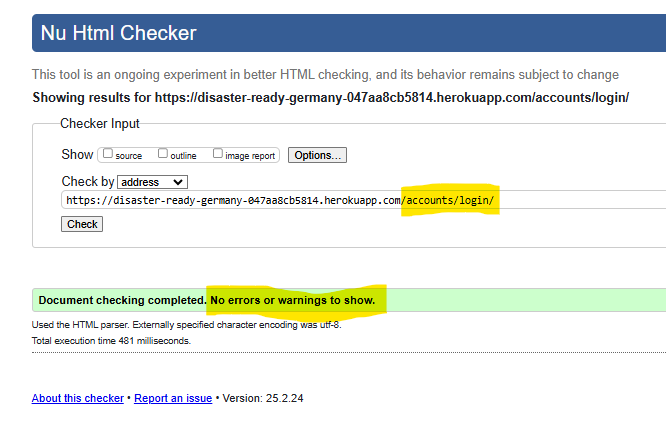 Nu Html Checker
This tool is an ongoing experiment in better HTML checking, and its behavior remains subject to change
Showing results for https://disaster-ready-germany-047aa8cb5814.herokuapp.com/accounts/login/
Checker Input
Show source outline image report Options...
Check by address
https://disaster-ready-germany-047aa8cb5814.herokuapp.com/accounts/login/
Check
Document checking completed. No errors or warnings to show.
Used the HTML parser. Externally specified character encoding was utf-8.
Total execution time 481 milliseconds.
About this checker • Report an issue • Version: 25.2.24